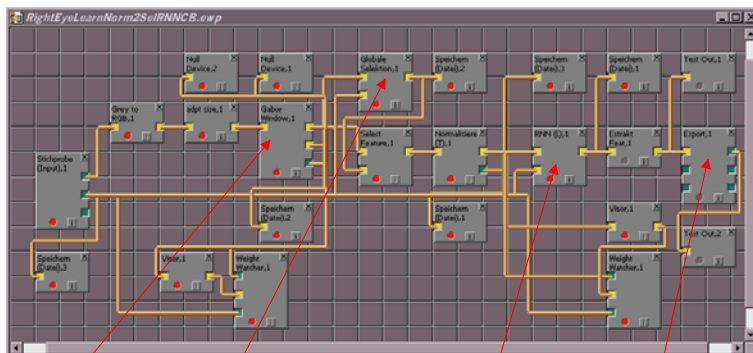 RightEyeLearnNorm2SelRNNCB.ewp
Null
Device,2
Null
Device,1
Globale
Selektion,1
Speichern
(Datei),2
Speichern
(Datei),3
Speichern
(Datei),1
Text Out,1
Grey to
RGB,1
adpt size,1
Gabor
Window,1
Select
Feature,1
Normalisiere
(T),1
RNN (L),1
Extrakt
Fear,1
Export,1
Stichprobe
(Input),1
Speichern
(Datei),2
Speichern
(Datei),1
Visor,1
Text Out,2
Speichern
(Datei),3
Visor,1
Weight
Watcher,1
Weight
Watcher,1